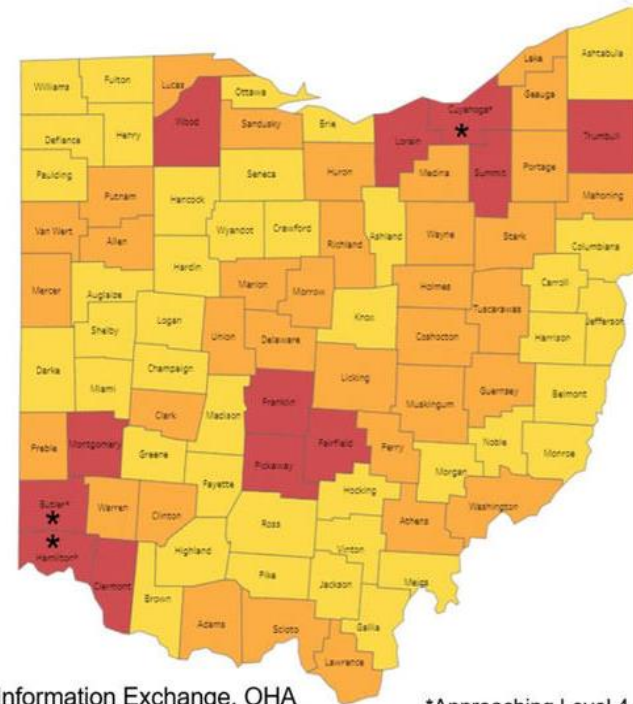 Ashtabula
Lake
Williams
Fulton
Lucas
Ottawa
Geauga
Cuyahoga*
Wood
Sandusky
Erie
Trumbull
Defiance
Henry
Lorain
*
Paulding
Seneca
Huron
Medina
Summit
Portage
Putnam
Hancock
Mahoning
Van Wert
Allen
Wyandot
Crawford
Richland
Ashland
Wayne
Stark
Columbiana
Hardin
Mercer
Auglaize
Marion
Morrow
Holmes
Carroll
Tuscarawas
Logan
Knox
Jefferson
Shelby
Union
Delaware
Coshocton
Harrison
Darke
Champaign
Licking
Miami
Guernsey
Belmont
Franklin
Muskingum
Clark
Madison
Fairfield
Preble
Montgomery
Perry
Noble
Monroe
Greene
Pickaway
Morgan
Fayette
Hocking
Butler*
Warren
Clinton
Washington
*
Ross
Athens
*
Highland
Vinton
Hamilton*
Meigs
Clermont
Pike
Jackson
Brown
Adams
Scioto
Gallia
Lawrence
Information Exchange, OHA
*Approaching Level 4